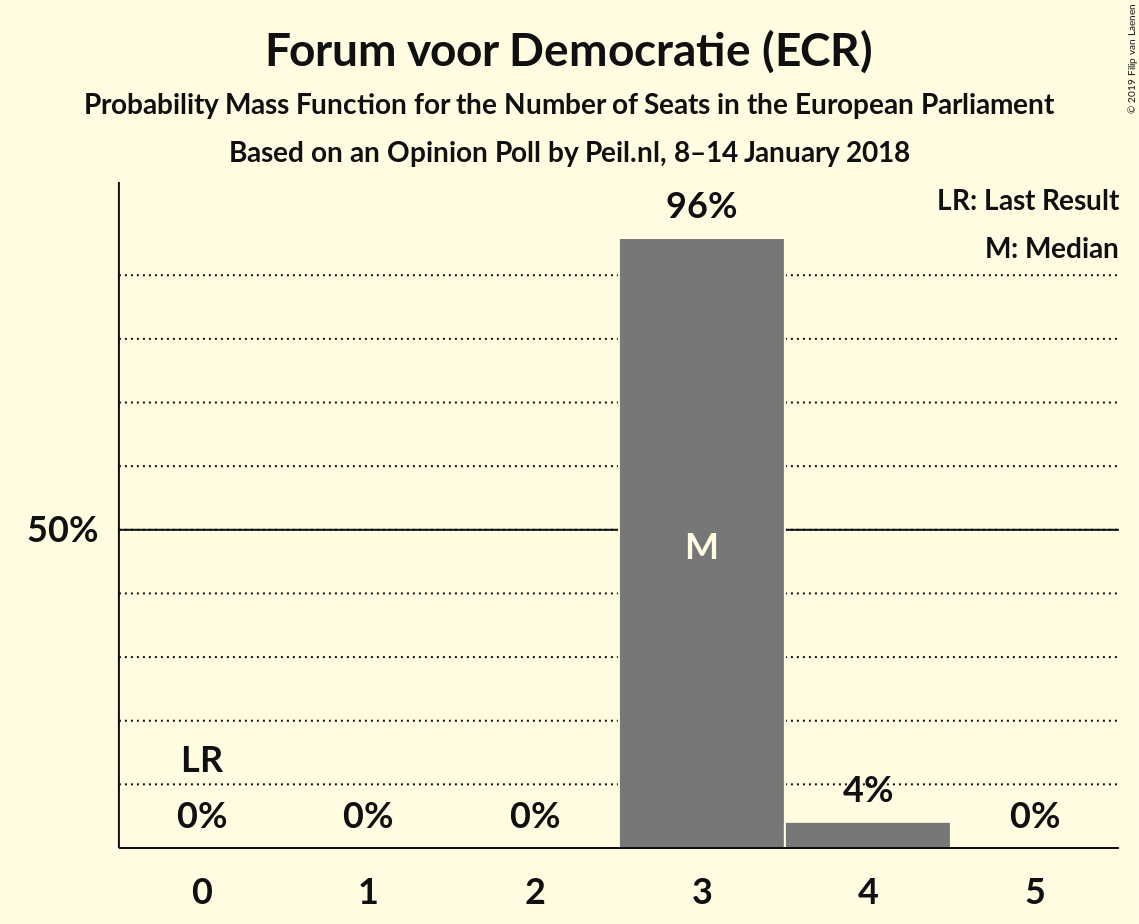 Forum voor Democratie (ECR)
Probability Mass Function for the Number of Seats in the European Parliament
Based on an Opinion Poll by Peil.nl, 8–14 January 2018
© 2019 Filip van Laenen
LR: Last Result
M: Median
96%
50%
M
LR
0%
0%
0%
4%
0%
0
1
2
3
4
5